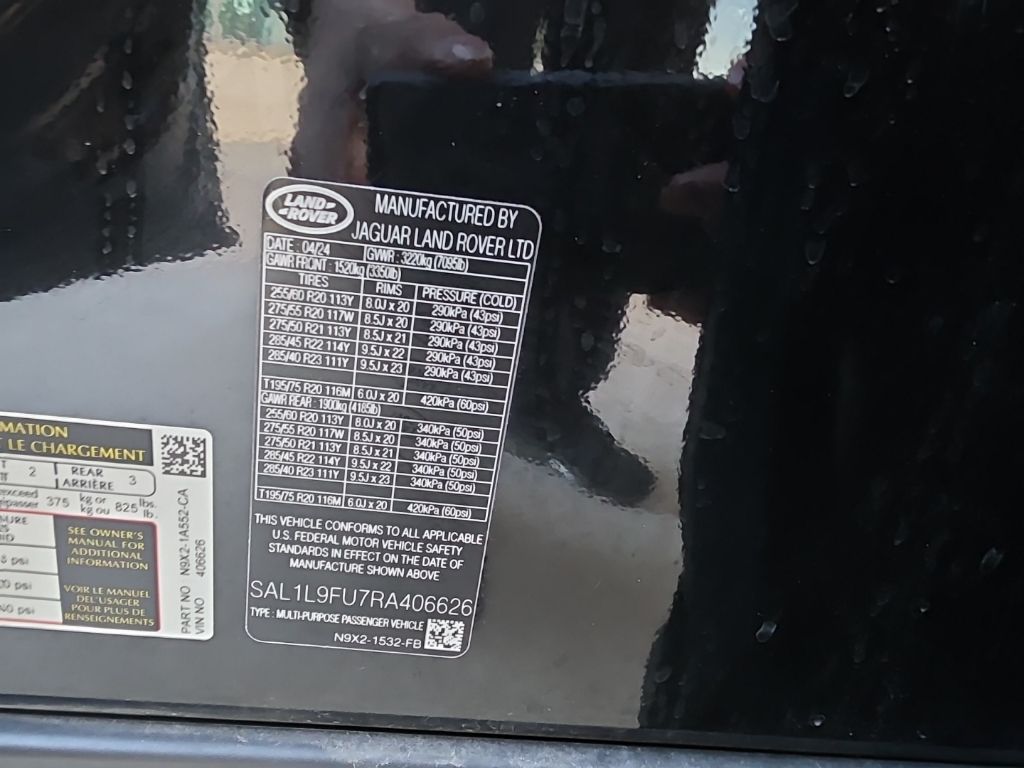 LAND-
-ROVER
MANUFACTURED BY
JAGUAR LAND ROVER LTD
DATE : 04/24 GVWR : 3220kg (7095lb)
GAWR FRONT : 1520kg (3350lb)
TIRES RIMS PRESSURE (COLD)
255/60 R20 113Y 8.0J x 20 290kPa (43psi)
275/55 R20 117W 8.5J x 20 290kPa (43psi)
275/50 R21 113Y 8.5J x 21 290kPa (43psi)
285/45 R22 114Y 9.5J x 22 290kPa (43psi)
285/40 R23 111Y 9.5J x 23 290kPa (43psi)
T195/75 R20 116M 6.0J x 20 420kPa (60psi)
GAWR REAR : 1900kg (4185lb)
255/60 R20 113Y 8.0J x 20 340kPa (50psi)
275/55 R20 117W 8.5J x 20 340kPa (50psi)
275/50 R21 113Y 8.5J x 21 340kPa (50psi)
285/45 R22 114Y 9.5J x 22 340kPa (50psi)
285/40 R23 111Y 9.5J x 23 340kPa (50psi)
T195/75 R20 116M 6.0J x 20 420kPa (60psi)
THIS VEHICLE CONFORMS TO ALL APPLICABLE
U.S. FEDERAL MOTOR VEHICLE SAFETY
STANDARDS IN EFFECT ON THE DATE OF
MANUFACTURE SHOWN ABOVE
SAL1L9FU7RA406626
TYPE : MULTI-PURPOSE PASSENGER VEHICLE
N9X2-1532-FB
MATION
LE CHARGEMENT
2 REAR 3
ARRIÈRE
exceed 375 kg or 825 lbs.
kg ou lb.
SEE OWNER'S
MANUAL FOR
ADDITIONAL
INFORMATION
psi
VOIR LE MANUEL
DE L'USAGER
POUR PLUS DE
RENSEIGNEMENTS
psi
psi
PART NO N9X2-1A552-CA
VIN NO 406626